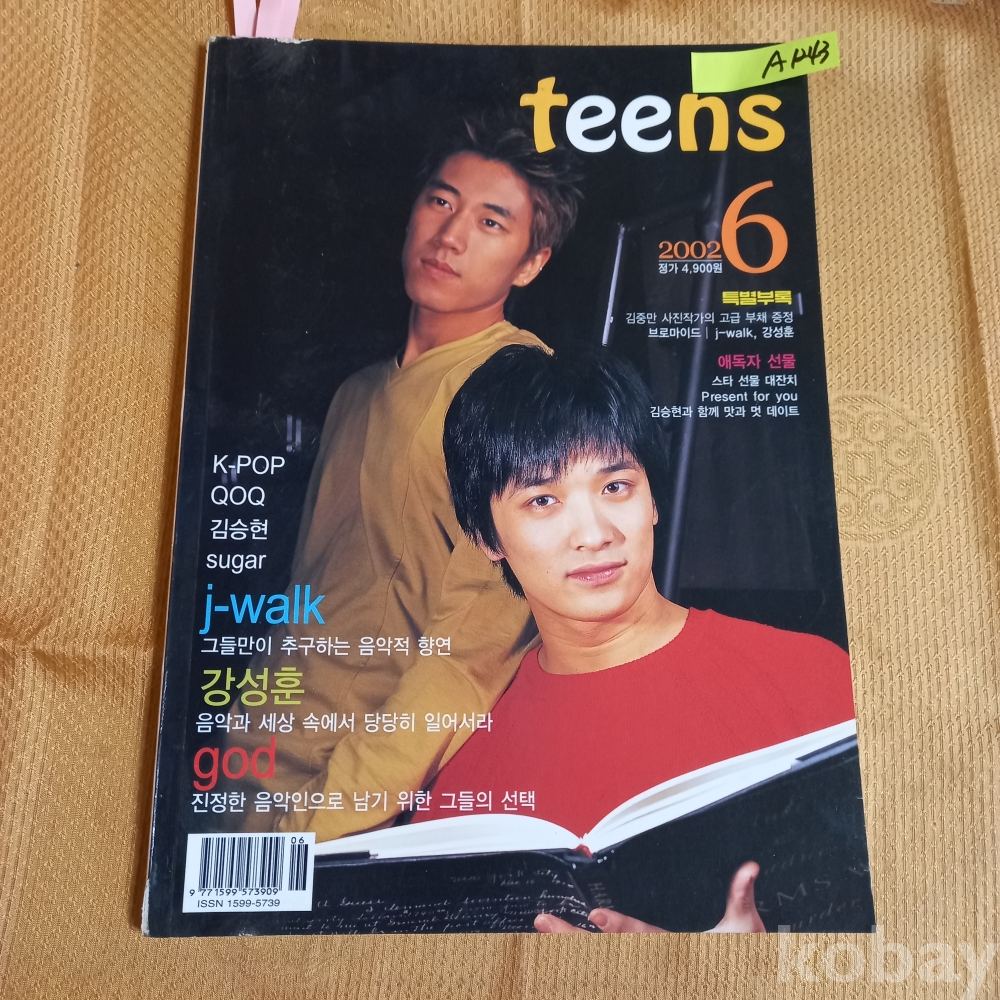 A1243
teens
2002 6
정가 4,900원
특별부록
김중만 사진작가의 고급 부채 증정
브로마이드 | j-walk, 강성훈
애독자 선물
스타 선물 대잔치
Present for you
김승현과 함께 맛과 멋 데이트
K-POP
QOQ
김승현
sugar
j-walk
그들만이 추구하는 음악적 향연
강성훈
음악과 세상 속에서 당당히 일어서라
god
진정한 음악인으로 남기 위한 그들의 선택
06
9 771599 573909
ISSN 1599-5739
kobay